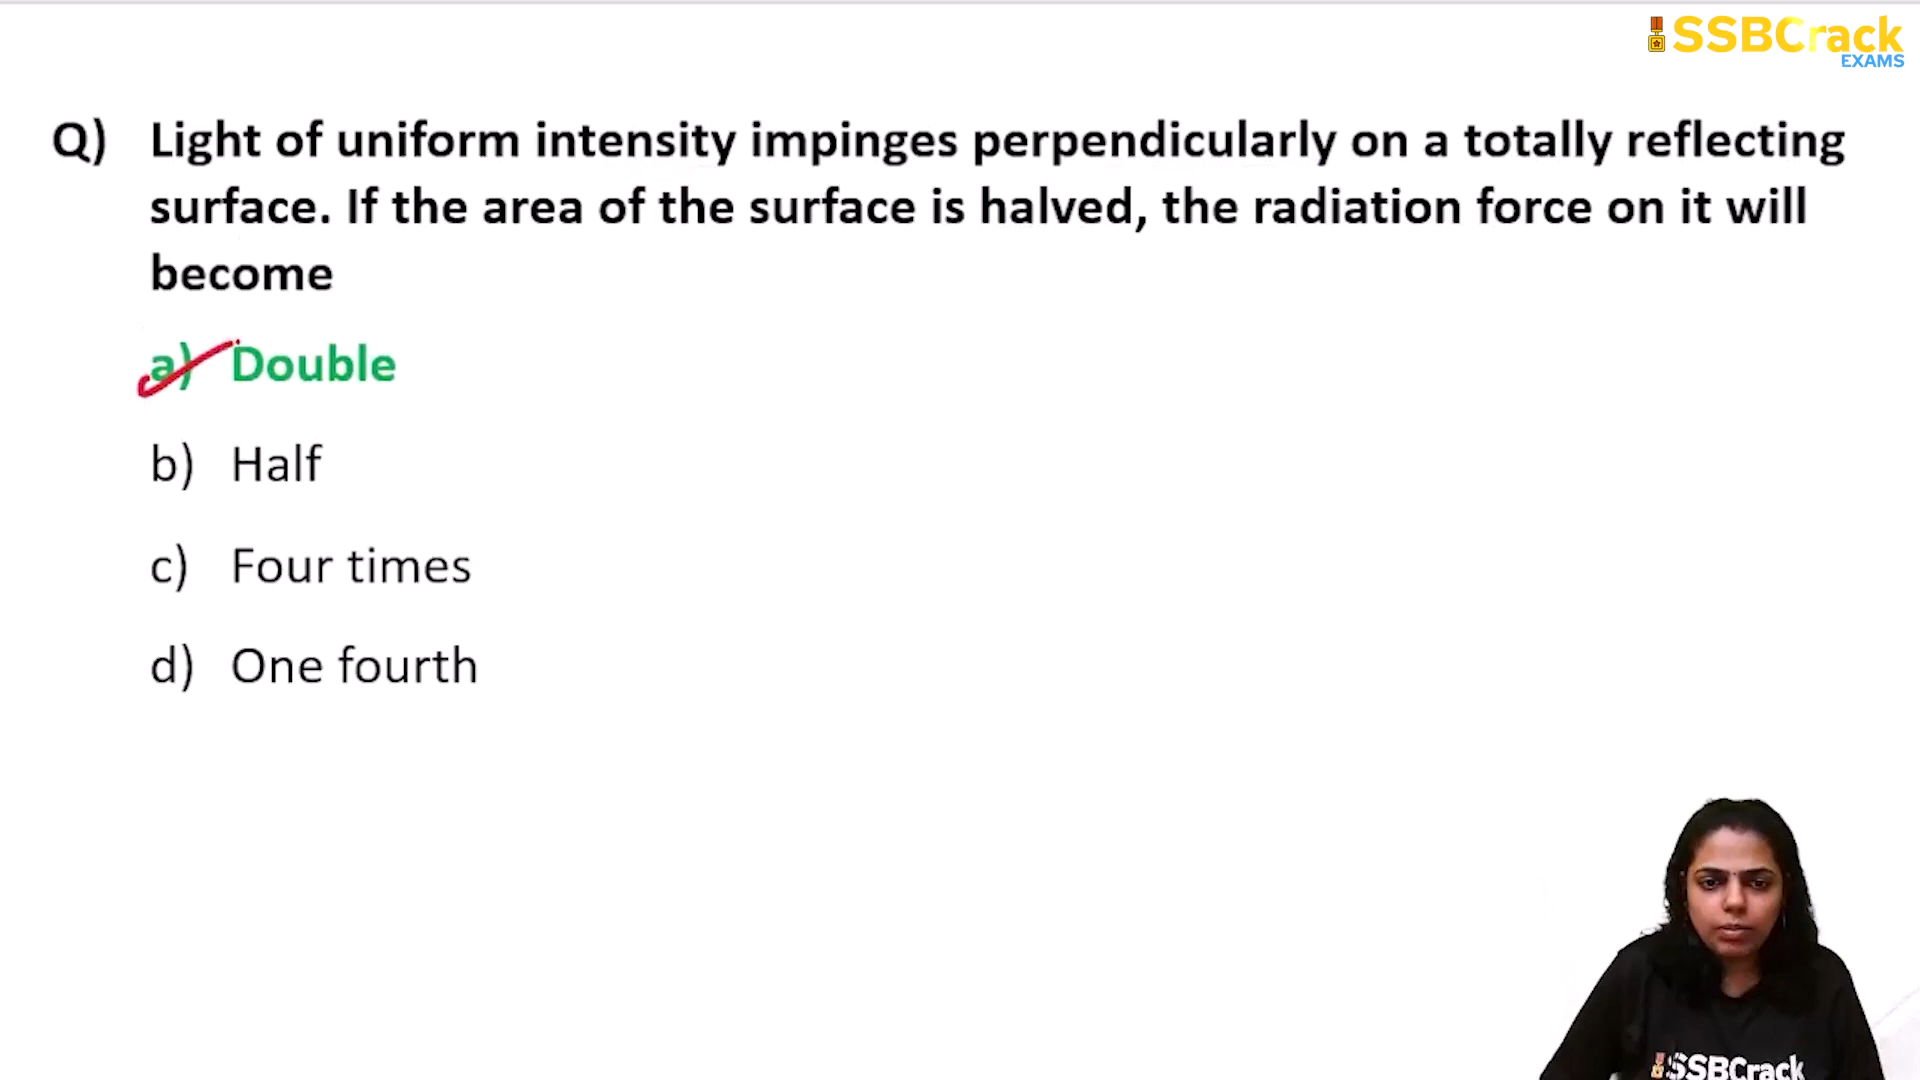 SSBCrack
EXAMS
Q) Light of uniform intensity impinges perpendicularly on a totally reflecting
surface. If the area of the surface is halved, the radiation force on it will
become
a) Double
b) Half
c) Four times
d) One fourth
SSBCrack